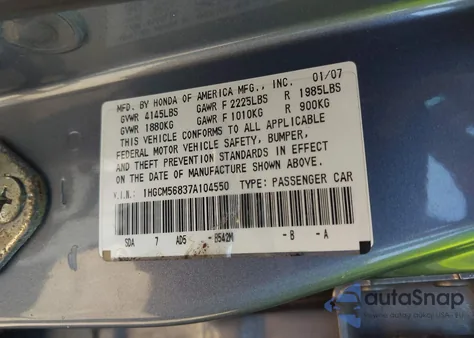 MFD. BY HONDA OF AMERICA MFG., INC. 01/07
GVWR 4145LBS GAWR F 2225LBS R 1985LBS
GVWR 1880KG GAWR F 1010KG R 900KG
THIS VEHICLE CONFORMS TO ALL APPLICABLE
FEDERAL MOTOR VEHICLE SAFETY, BUMPER,
AND THEFT PREVENTION STANDARDS IN EFFECT
ON THE DATE OF MANUFACTURE SHOWN ABOVE.
V.I.N.: 1HGCM56837A104550 TYPE: PASSENGER CAR
SDA 7 AD5 - B542M - B - A
autoSnap